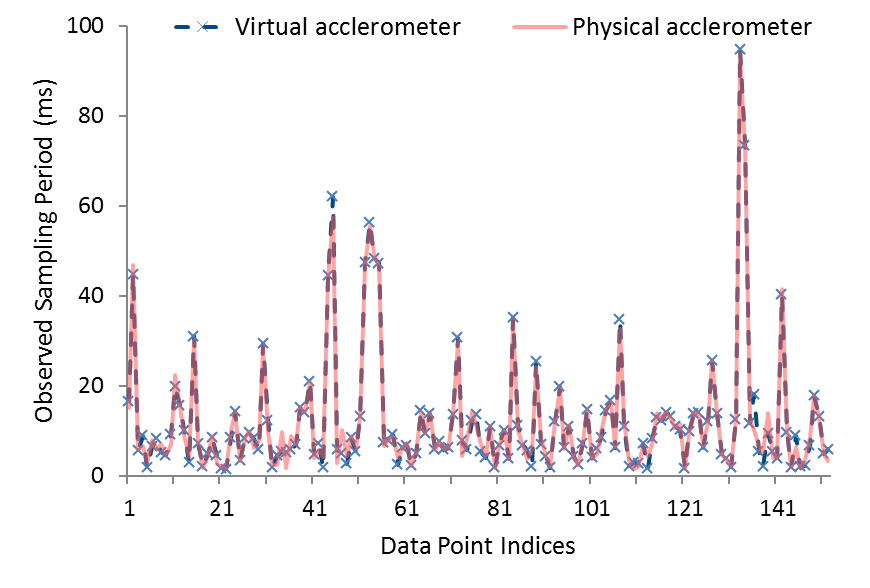 Virtual acclerometer
Physical acclerometer
Observed Sampling Period (ms)
100
80
60
40
20
0
1 21 41 61 81 101 121 141
Data Point Indices